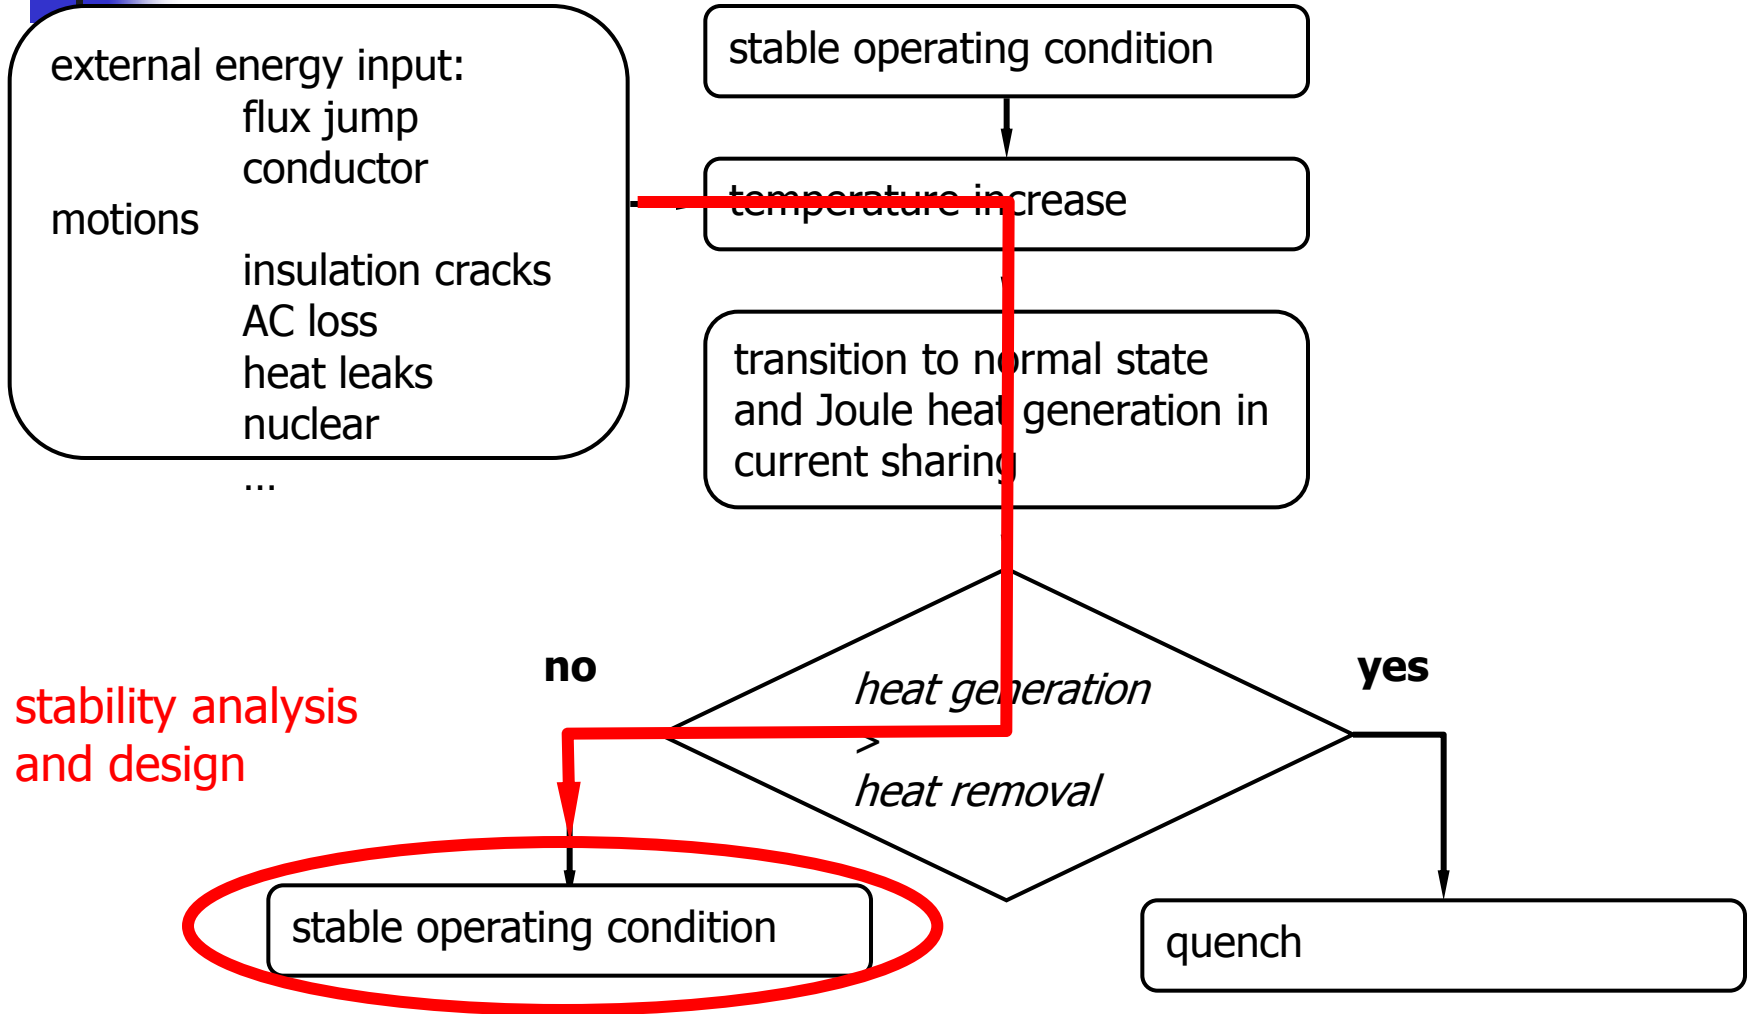 external energy input:
flux jump
conductor
motions
insulation cracks
AC loss
heat leaks
nuclear
…
stable operating condition
temperature increase
transition to normal state
and Joule heat generation in
current sharing
no
yes
heat generation
>
heat removal
stability analysis
and design
stable operating condition
quench